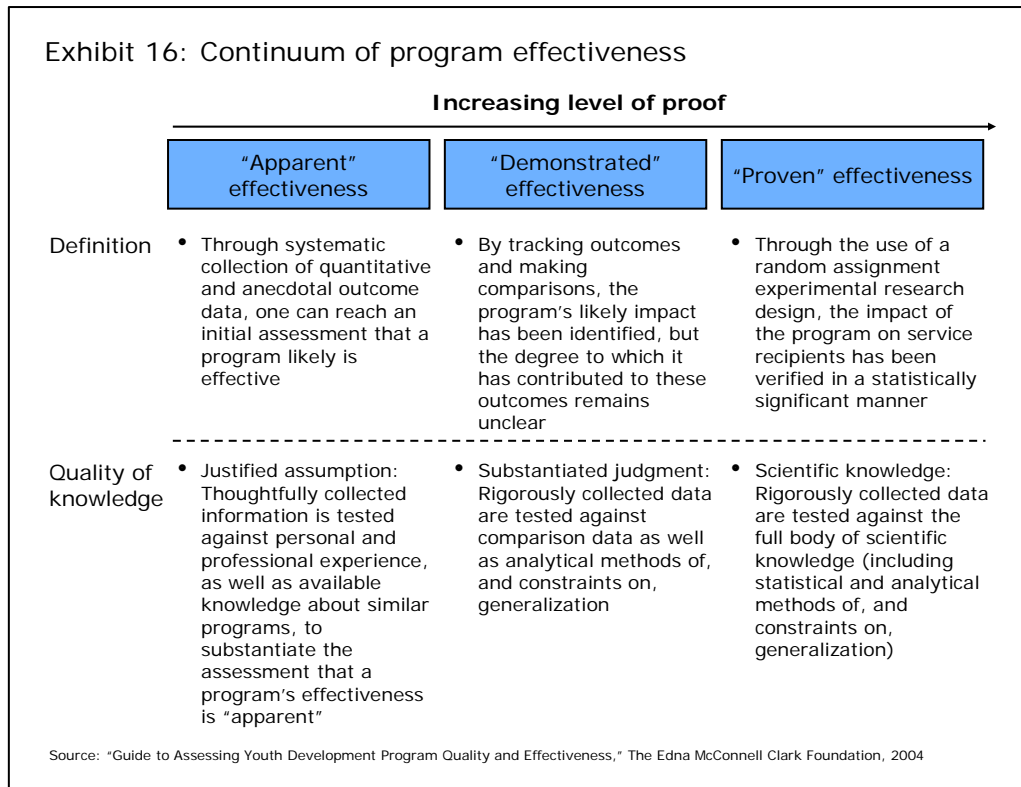 Exhibit 16: Continuum of program effectiveness
Increasing level of proof
“Apparent”
effectiveness
“Demonstrated”
effectiveness
“Proven” effectiveness
Definition
• Through systematic
collection of quantitative
and anecdotal outcome
data, one can reach an
initial assessment that a
program likely is
effective
• By tracking outcomes
and making
comparisons, the
program’s likely impact
has been identified, but
the degree to which it
has contributed to these
outcomes remains
unclear
• Through the use of a
random assignment
experimental research
design, the impact of
the program on service
recipients has been
verified in a statistically
significant manner
Quality of
knowledge
• Justified assumption:
Thoughtfully collected
information is tested
against personal and
professional experience,
as well as available
knowledge about similar
programs, to
substantiate the
assessment that a
program’s effectiveness
is “apparent”
• Substantiated judgment:
Rigorously collected data
are tested against
comparison data as well
as analytical methods of,
and constraints on,
generalization
• Scientific knowledge:
Rigorously collected data
are tested against the
full body of scientific
knowledge (including
statistical and analytical
methods of, and
constraints on,
generalization)
Source: “Guide to Assessing Youth Development Program Quality and Effectiveness,” The Edna McConnell Clark Foundation, 2004